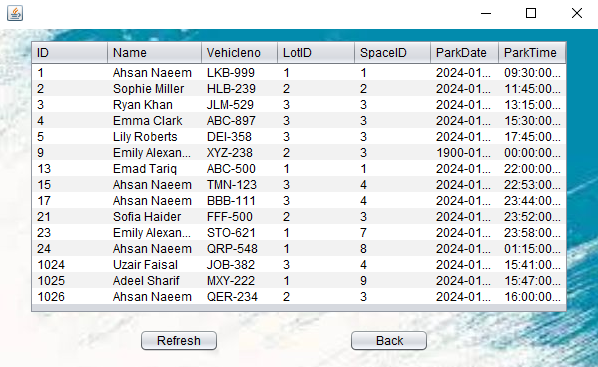 ID Name Vehicleno LotID SpaceID ParkDate ParkTime
1 Ahsan Naeem LKB-999 1 1 2024-01... 09:30:00...
2 Sophie Miller HLB-239 2 2 2024-01... 11:45:00...
3 Ryan Khan JLM-529 3 3 2024-01... 13:15:00...
4 Emma Clark ABC-897 3 3 2024-01... 15:30:00...
5 Lily Roberts DEI-358 3 3 2024-01... 17:45:00...
9 Emily Alexan... XYZ-238 2 3 1900-01... 00:00:00...
13 Emad Tariq ABC-500 1 1 2024-01... 22:00:00...
15 Ahsan Naeem TMN-123 3 4 2024-01... 22:53:00...
17 Ahsan Naeem BBB-111 3 4 2024-01... 23:44:00...
21 Sofia Haider FFF-500 2 3 2024-01... 23:52:00...
23 Emily Alexan... STO-621 1 7 2024-01... 23:58:00...
24 Ahsan Naeem QRP-548 1 8 2024-01... 01:15:00...
1024 Uzair Faisal JOB-382 3 4 2024-01... 15:41:00...
1025 Adeel Sharif MXY-222 1 9 2024-01... 15:47:00...
1026 Ahsan Naeem QER-234 2 3 2024-01... 16:00:00...
Refresh Back